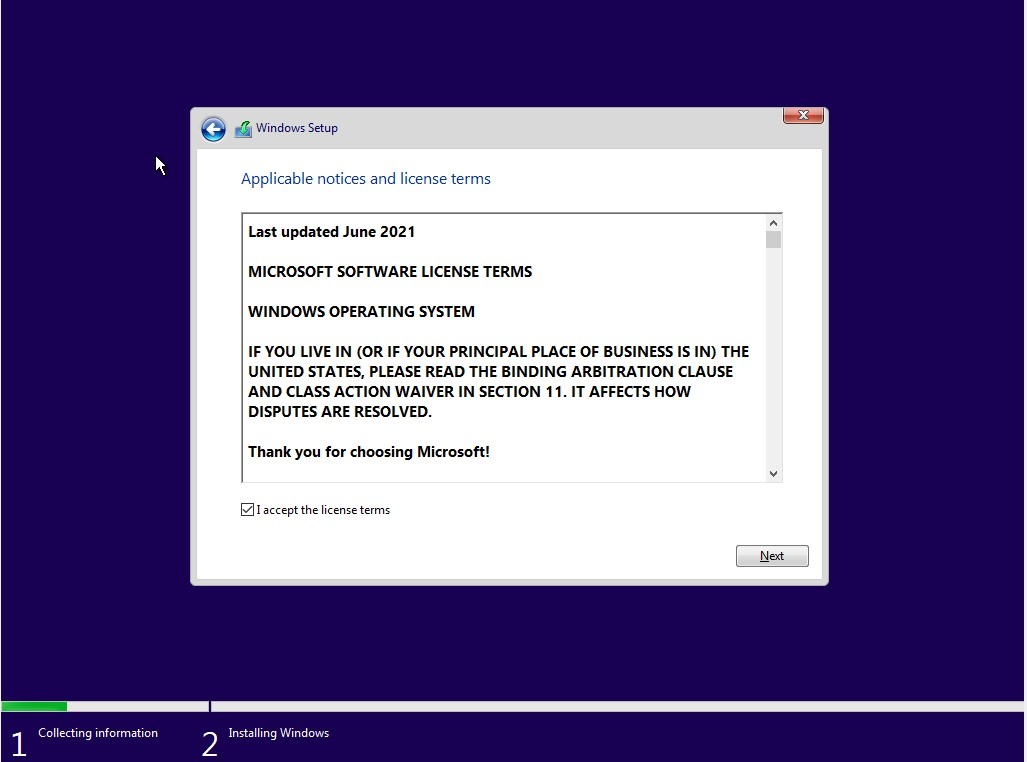 Windows Setup
Applicable notices and license terms
Last updated June 2021
MICROSOFT SOFTWARE LICENSE TERMS
WINDOWS OPERATING SYSTEM
IF YOU LIVE IN (OR IF YOUR PRINCIPAL PLACE OF BUSINESS IS IN) THE
UNITED STATES, PLEASE READ THE BINDING ARBITRATION CLAUSE
AND CLASS ACTION WAIVER IN SECTION 11. IT AFFECTS HOW
DISPUTES ARE RESOLVED.
Thank you for choosing Microsoft!
I accept the license terms
Next
1 Collecting information
2 Installing Windows